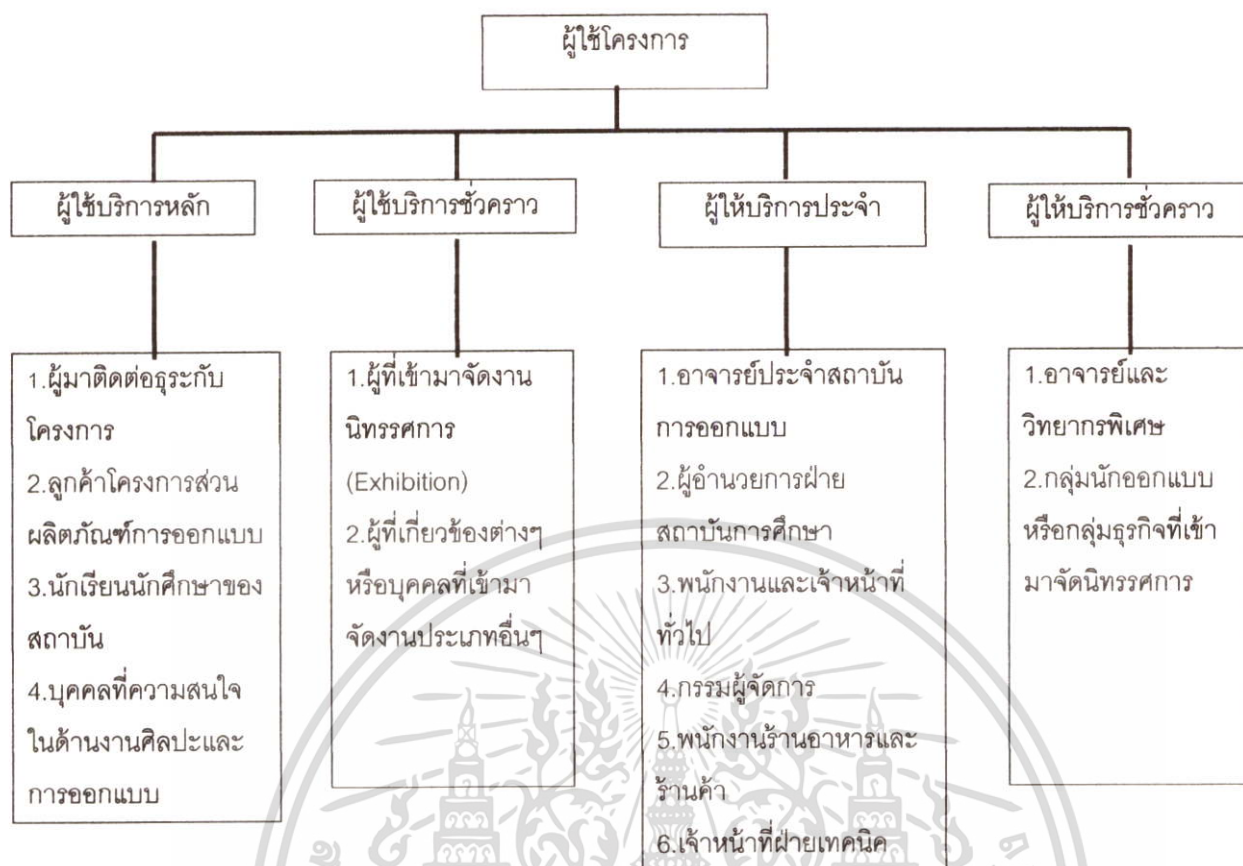 ผู้ใช้โครงการ
ผู้ใช้บริการหลัก
ผู้ใช้บริการชั่วคราว
ผู้ให้บริการประจำ
ผู้ให้บริการชั่วคราว
1.ผู้มาติดต่อธุระกับ
โครงการ
2.ลูกค้าโครงการส่วน
ผลิตภัณฑ์การออกแบบ
3.นักเรียนนักศึกษาของ
สถาบัน
4.บุคคลที่ความสนใจ
ในด้านงานศิลปะและ
การออกแบบ
1.ผู้ที่เข้ามาจัดงาน
นิทรรศการ
(Exhibition)
2.ผู้ที่เกี่ยวข้องต่างๆ
หรือบุคคลที่เข้ามา
จัดงานประเภทอื่นๆ
1.อาจารย์ประจำสถาบัน
การออกแบบ
2.ผู้อำนวยการฝ่าย
สถาบันการศึกษา
3.พนักงานและเจ้าหน้าที่
ทั่วไป
4.กรรมผู้จัดการ
5.พนักงานร้านอาหารและ
ร้านค้ว
6.เจ้าหน้าที่ฝ่ายเทคนิค
1.อาจารย์และ
วิทยากรพิเศษ
2.กลุ่มนักออกแบบ
หรือกลุ่มธุรกิจที่เข้า
มาจัดนิทรรศการ